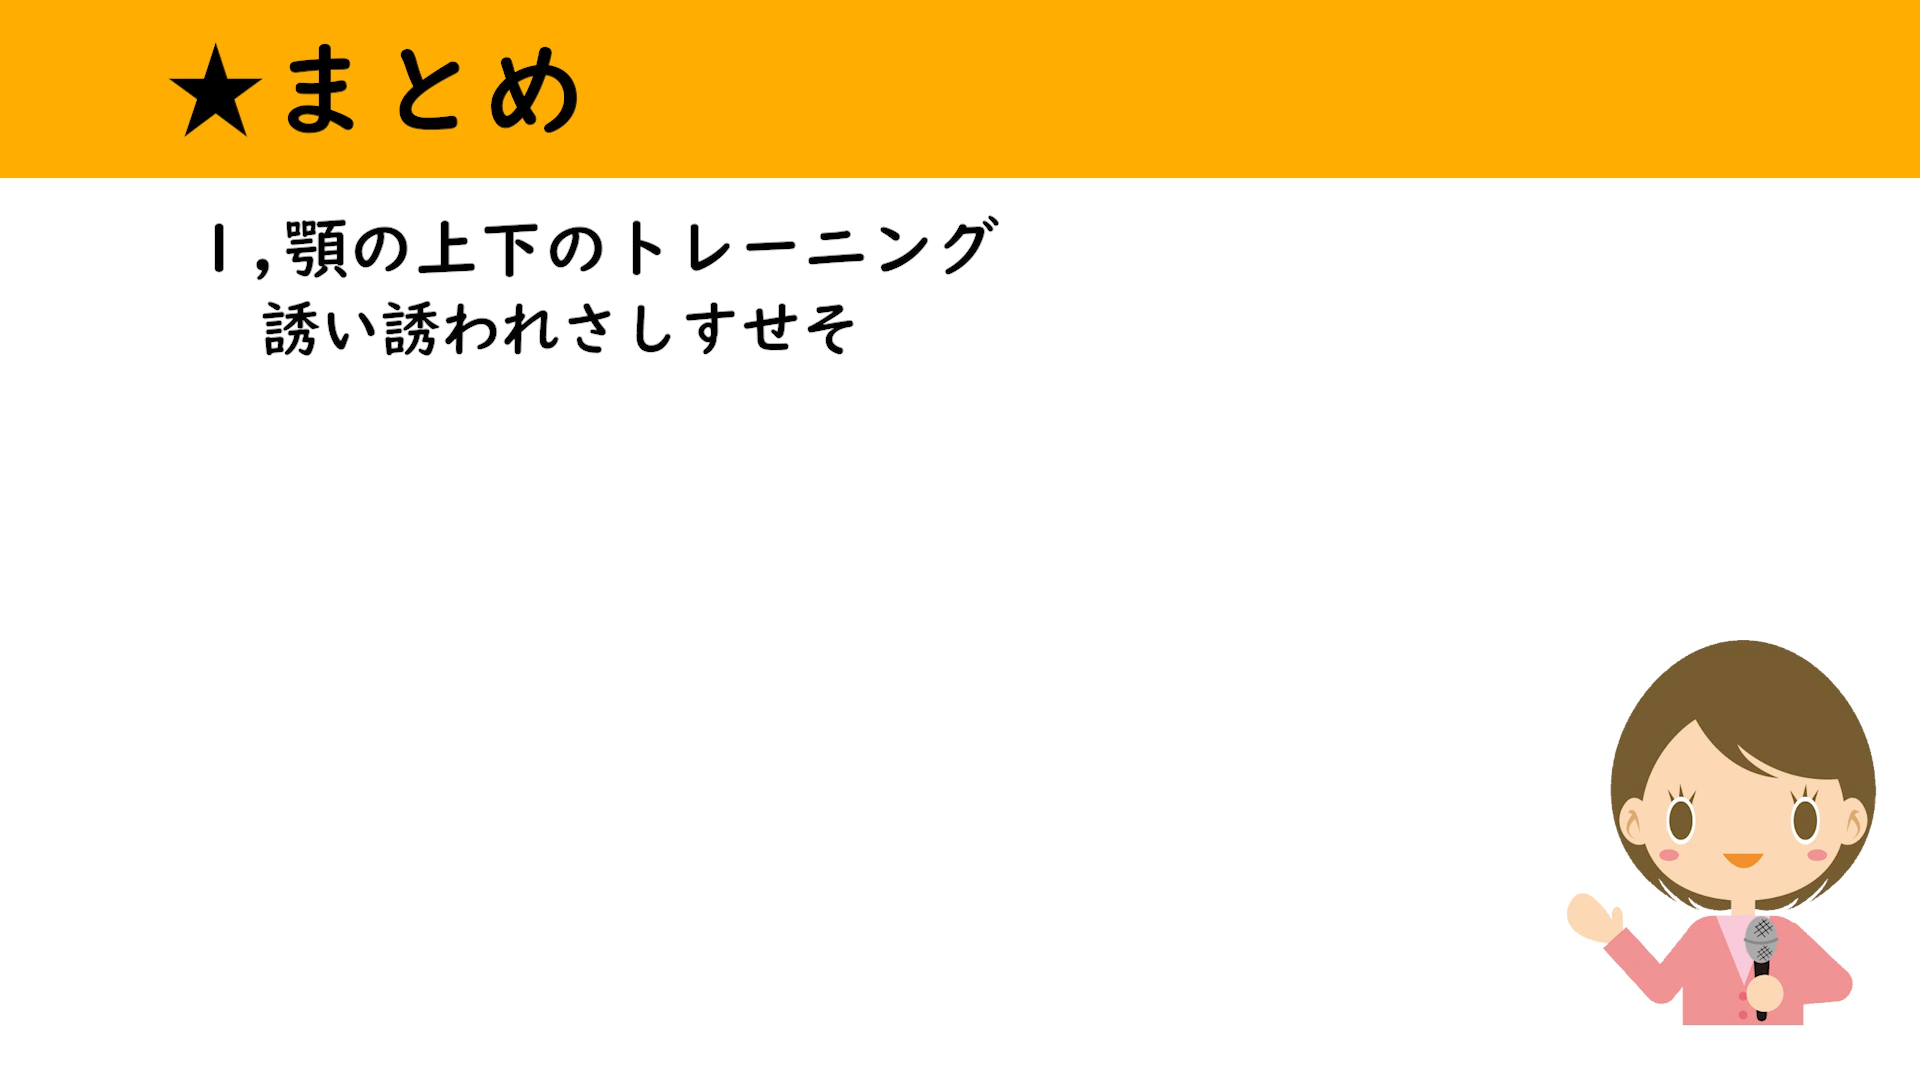 ★まとめ
1,顎の上下のトレーニング
誘い誘われさしすせそ